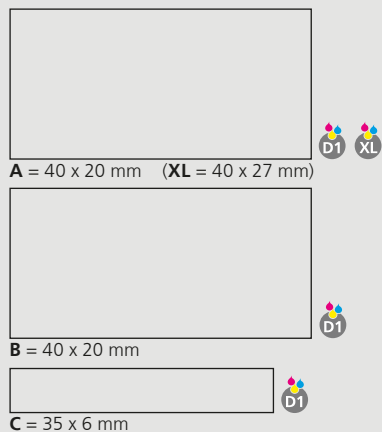 D1 XL
A = 40 x 20 mm (XL = 40 x 27 mm)
D1
B = 40 x 20 mm
D1
C = 35 x 6 mm